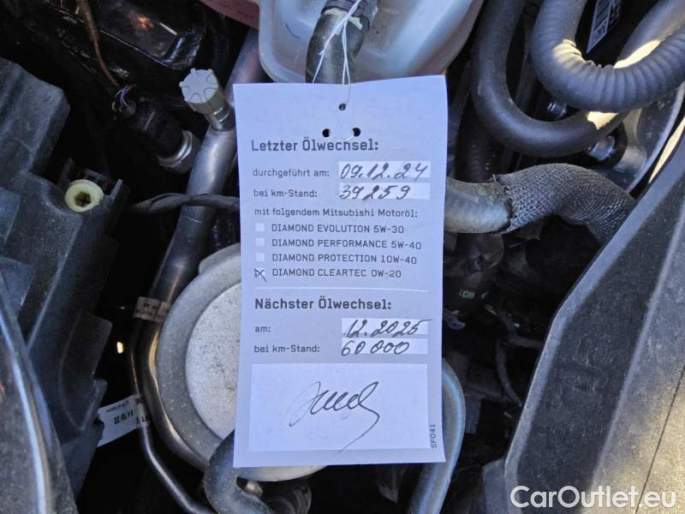 Letzter Ölwechsel:
durchgeführt am: 09.12.24
bei km-Stand: 39259
mit folgendem Mitsubishi Motoröl:
DIAMOND EVOLUTION 5W-30
DIAMOND PERFORMANCE 5W-40
DIAMOND PROTECTION 10W-40
DIAMOND CLEARTEC 0W-20
Nächster Ölwechsel:
am: 12.2025
bei km-Stand: 60 000
SP041
CarOutlet.eu